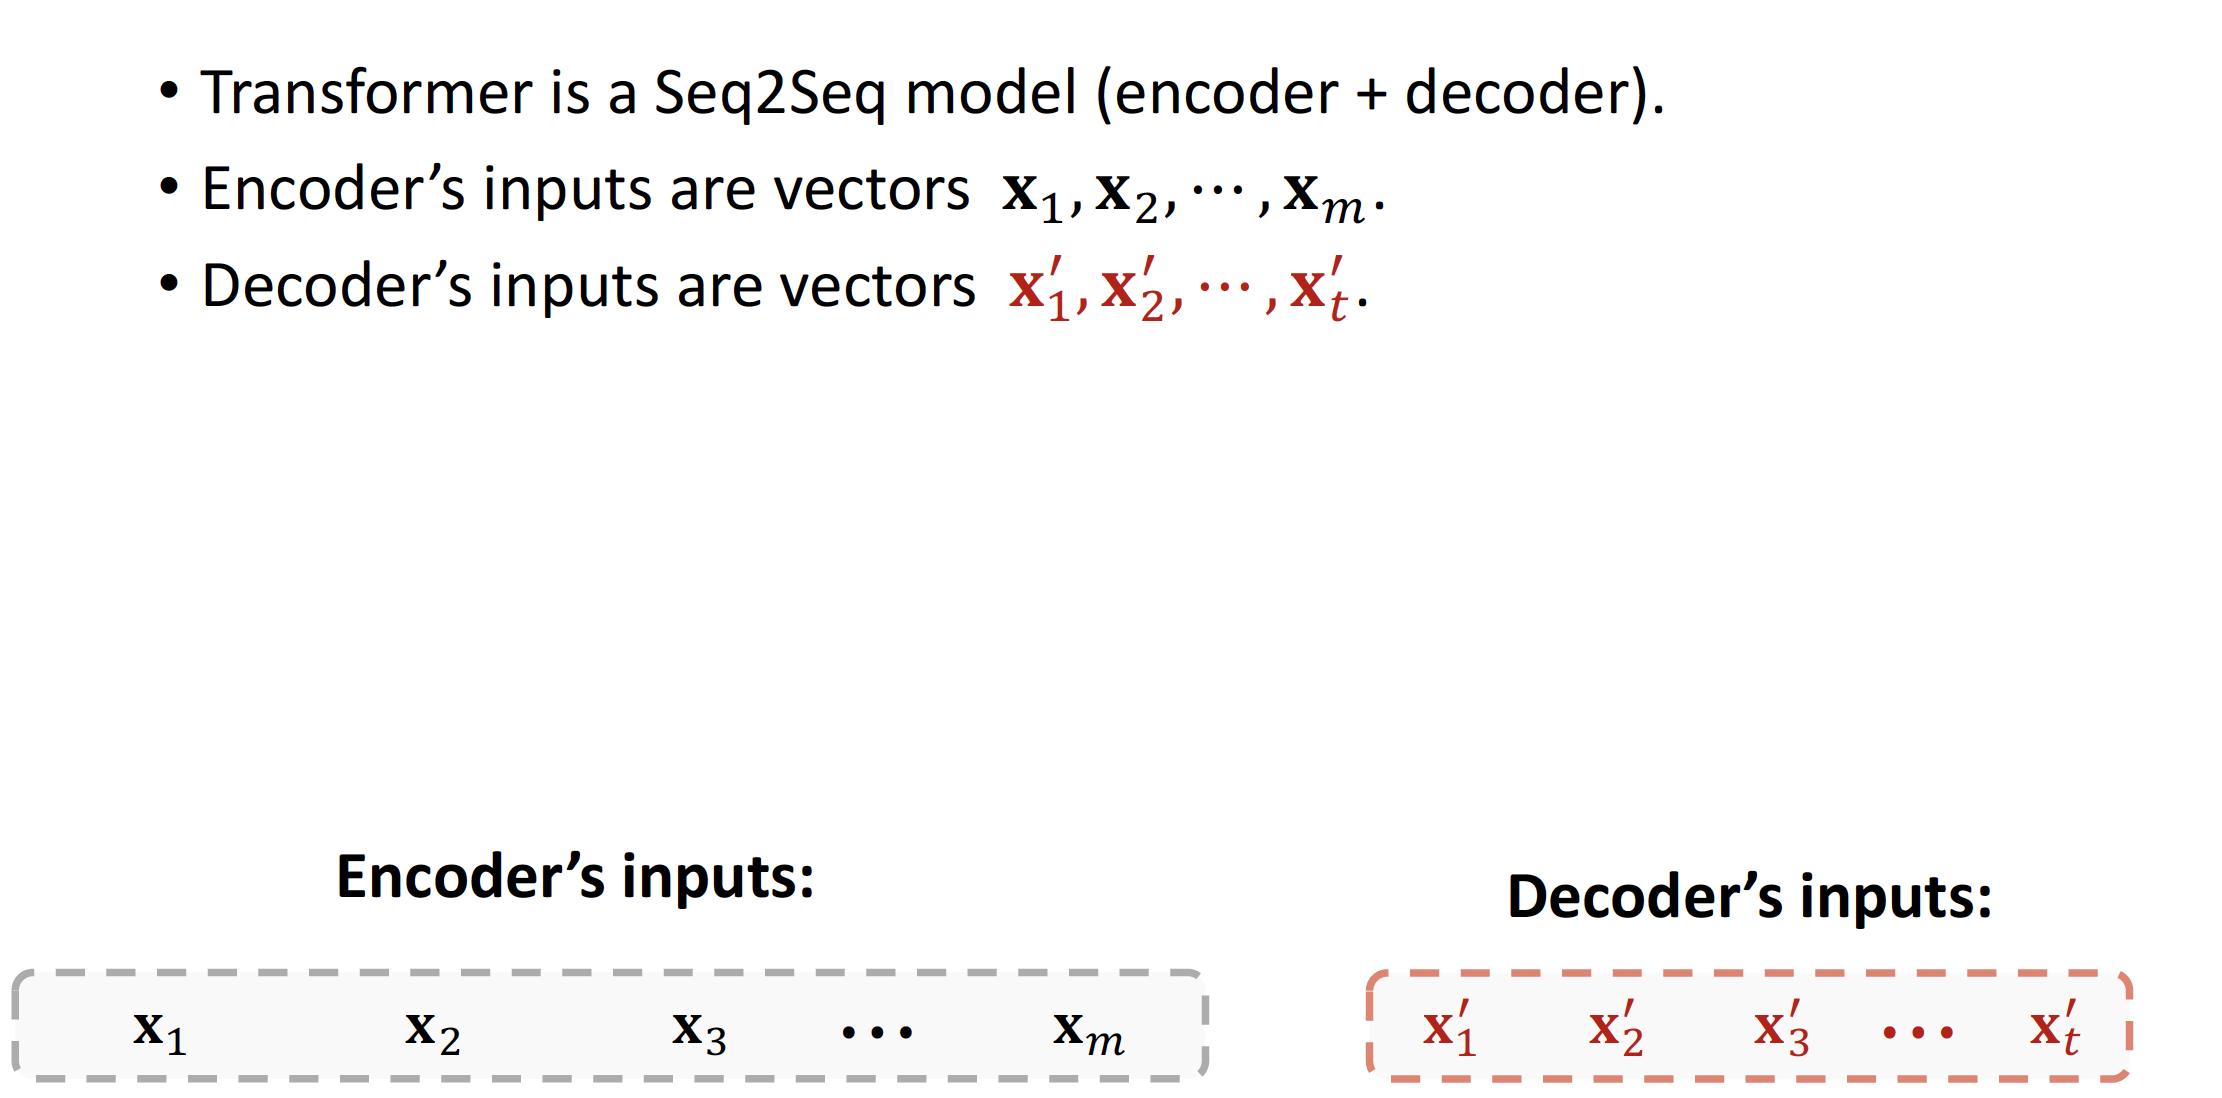 • Transformer is a Seq2Seq model (encoder + decoder).
• Encoder’s inputs are vectors 𝐱₁, 𝐱₂, ⋯ , 𝐱ₘ.
• Decoder’s inputs are vectors 𝐱′₁, 𝐱′₂, ⋯ , 𝐱′ₜ.
Encoder’s inputs:
Decoder’s inputs:
𝐱₁ 𝐱₂ 𝐱₃ ⋯ 𝐱ₘ
𝐱′₁ 𝐱′₂ 𝐱′₃ ⋯ 𝐱′ₜ